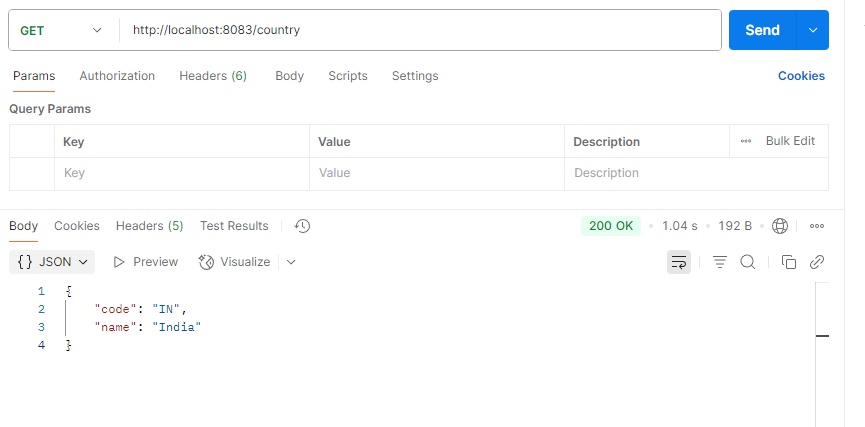 GET http://localhost:8083/country Send
Params Authorization Headers (6) Body Scripts Settings Cookies
Query Params
Key Value Description Bulk Edit
Key Value Description
Body Cookies Headers (5) Test Results 200 OK 1.04 s 192 B
{} JSON Preview Visualize
1 {
2 "code": "IN",
3 "name": "India"
4 }